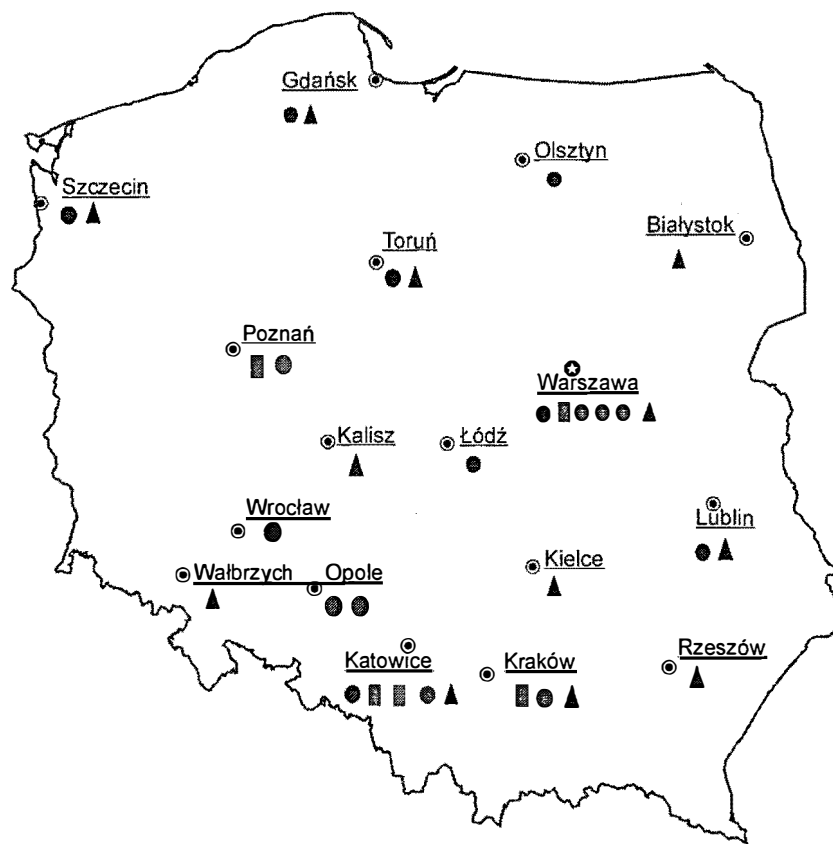 Gdańsk
Olsztyn
Szczecin
Białystok
Toruń
Poznań
Warszawa
Kalisz
Łódź
Wrocław
Lublin
Kielce
Wałbrzych Opole
Katowice
Kraków
Rzeszów